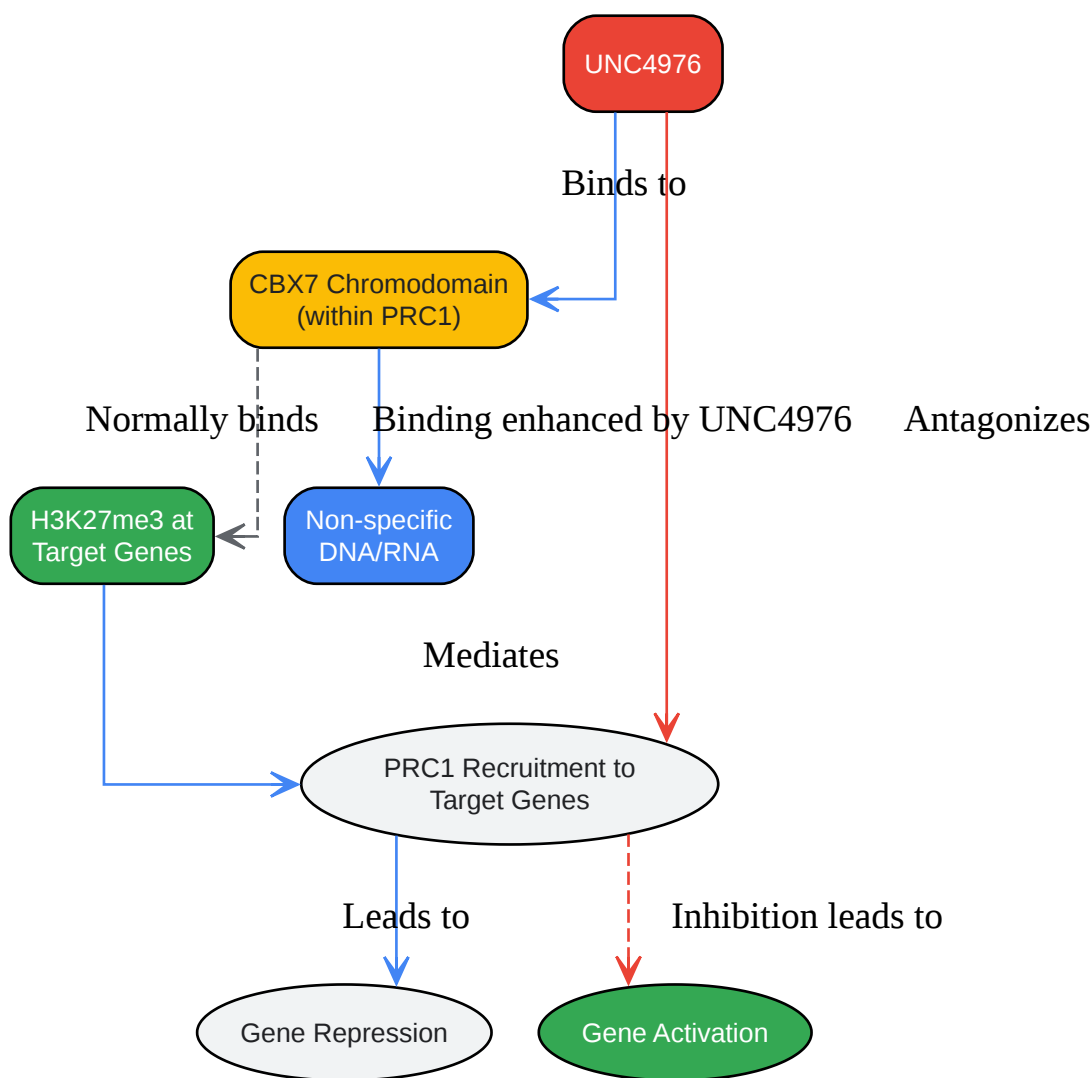 UNC4976
Binds to
CBX7 Chromodomain
(within PRC1)
Normally binds
Binding enhanced by UNC4976
Antagonizes
H3K27me3 at
Target Genes
Non-specific
DNA/RNA
Mediates
PRC1 Recruitment to
Target Genes
Leads to
Inhibition leads to
Gene Repression
Gene Activation